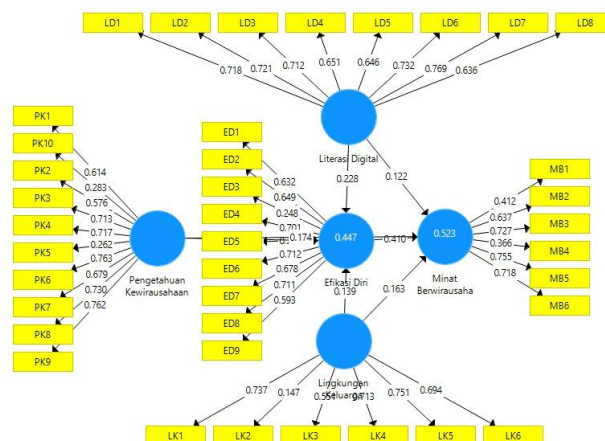 LD1
LD2
LD3
LD4
LD5
LD6
LD7
LD8
0.718
0.721
0.712
0.651
0.646
0.732
0.769
0.636
Literasi Digital
0.228
0.122
PK1
PK10
PK2
PK3
PK4
PK5
PK6
PK7
PK8
PK9
0.614
0.283
0.576
0.713
0.717
0.262
0.763
0.679
0.730
0.762
Pengetahuan
Kewirausahaan
ED1
ED2
ED3
ED4
ED5
ED6
ED7
ED8
ED9
0.632
0.649
0.248
0.701
0.174
0.712
0.678
0.711
0.593
0.447
Efikasi Diri
0.410
0.139
0.163
0.523
Minat
Berwirausaha
MB1
MB2
MB3
MB4
MB5
MB6
0.412
0.637
0.727
0.366
0.755
0.718
Lingkungan
Keluarga
0.737
0.147
0.713
0.751
0.694
LK1
LK2
LK3
LK4
LK5
LK6